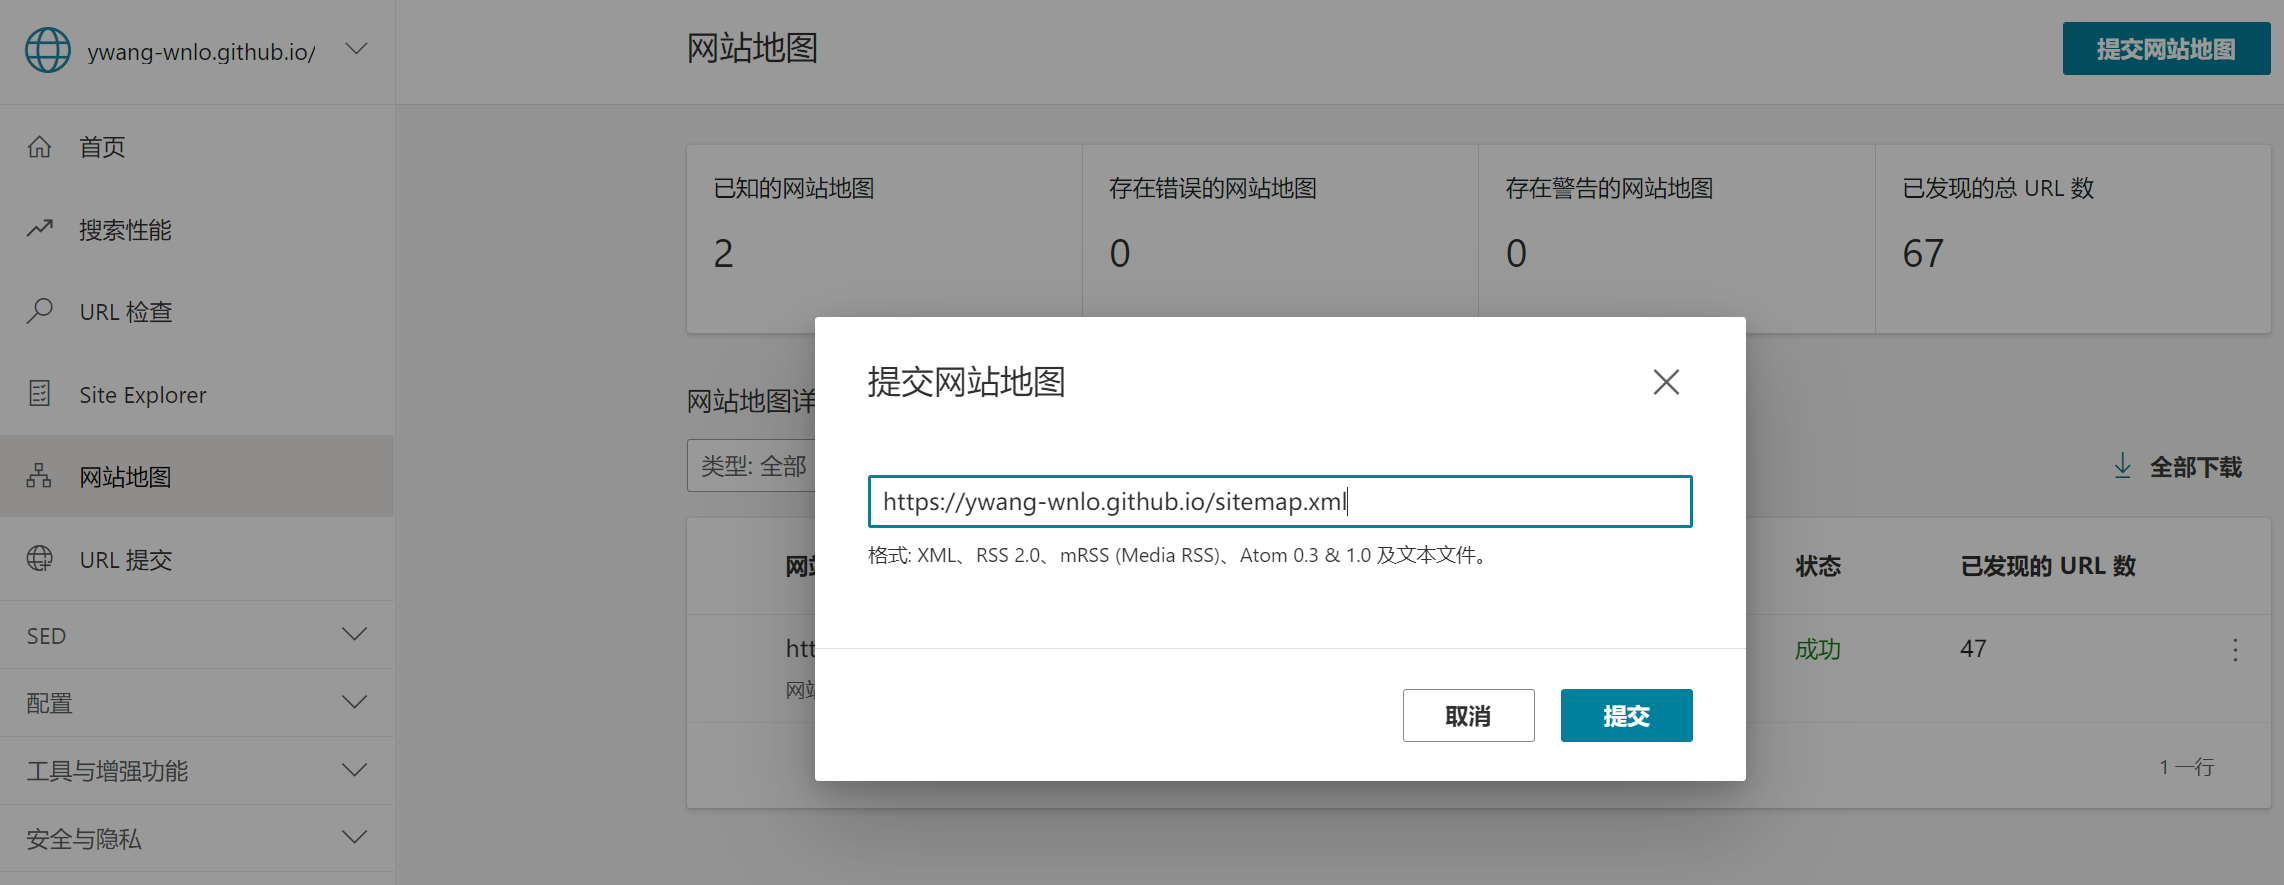 ywang-wnlo.github.io/
网站地图
提交网站地图
首页
搜索性能
URL 检查
Site Explorer
网站地图
URL 提交
SED
配置
工具与增强功能
安全与隐私
已知的网站地图
2
存在错误的网站地图
0
存在警告的网站地图
0
已发现的总 URL 数
67
网站地图详
类型: 全部
全部下载
状态
已发现的 URL 数
htt
成功
47
1 一行
提交网站地图
https://ywang-wnlo.github.io/sitemap.xml
格式: XML、RSS 2.0、mRSS (Media RSS)、Atom 0.3 & 1.0 及文本文件。
取消
提交